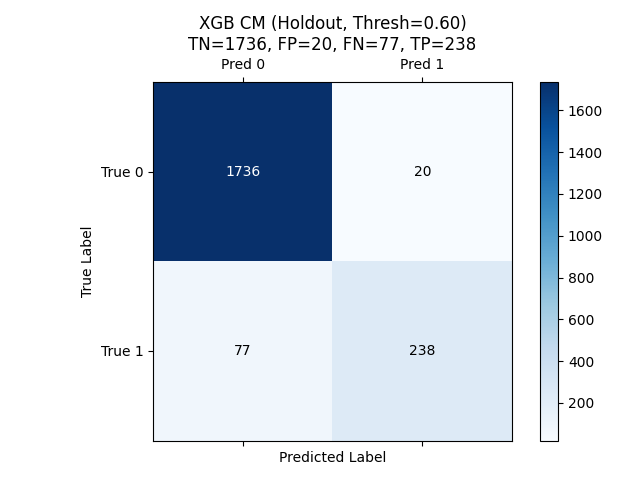 XGB CM (Holdout, Thresh=0.60)
TN=1736, FP=20, FN=77, TP=238
Pred 0 Pred 1
True 0 1736 20
True 1 77 238
True Label
Predicted Label
1600
1400
1200
1000
800
600
400
200